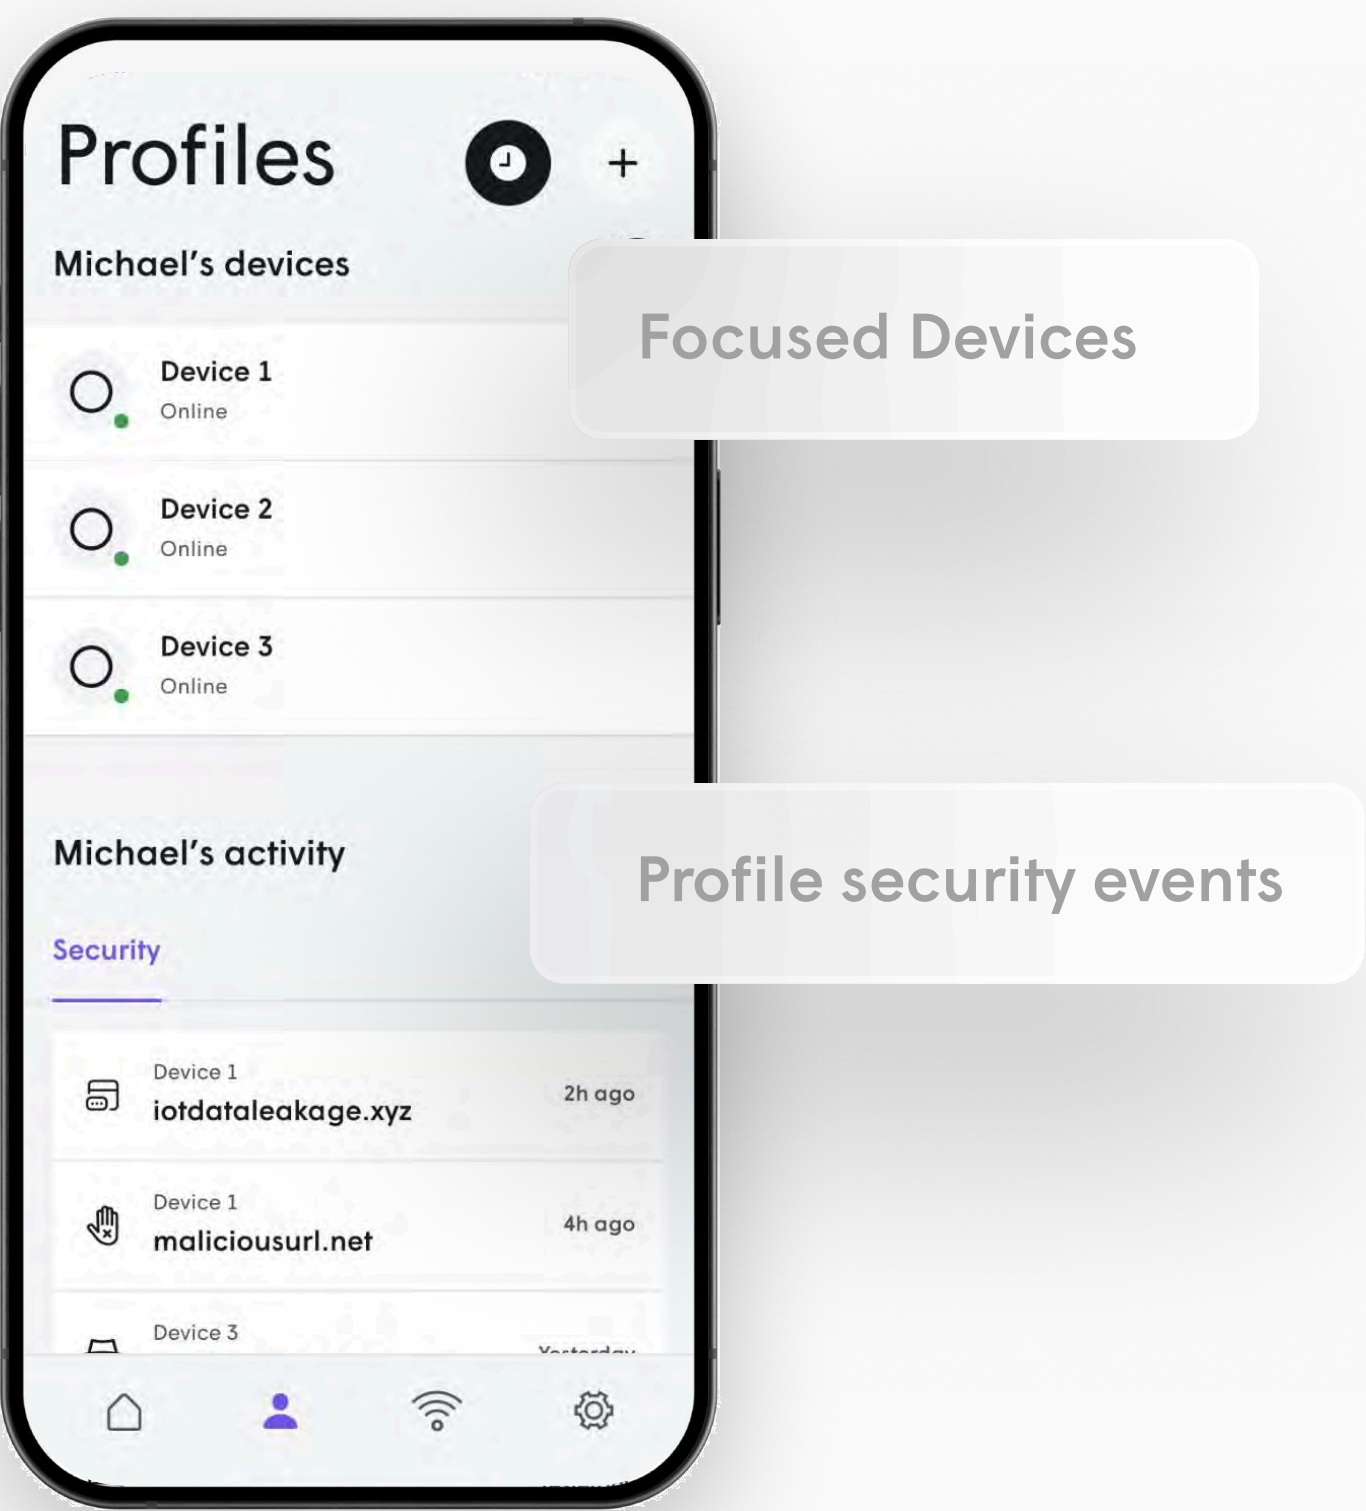 Profiles
Michael's devices
Focused Devices
Device 1
Online
Device 2
Online
Device 3
Online
Michael's activity
Profile security events
Security
Device 1
iotdataleakage.xyz
2h ago
Device 1
maliciousurl.net
4h ago
Device 3
Yesterday